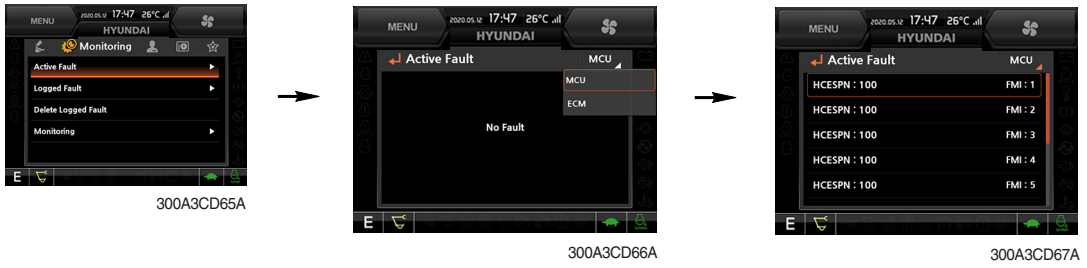 MENU
2020.05.12 17:47 26°C
HYUNDAI
Monitoring
Active Fault
Logged Fault
Delete Logged Fault
Monitoring
E
300A3CD65A
MENU
2020.05.12 17:47 26°C
HYUNDAI
Active Fault MCU
MCU
ECM
No Fault
E
300A3CD66A
MENU
2020.05.12 17:47 26°C
HYUNDAI
Active Fault MCU
HCESPN : 100 FMI : 1
HCESPN : 100 FMI : 2
HCESPN : 100 FMI : 3
HCESPN : 100 FMI : 4
HCESPN : 100 FMI : 5
E
300A3CD67A